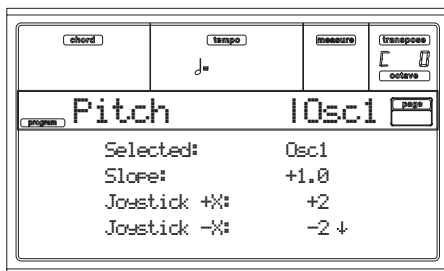 chord tempo measure transpose
♩= C 0
octave
program Pitch |Osc1 page
Selected: Osc1
Slope: +1.0
Joystick +X: +2
Joystick -X: -2 ↓